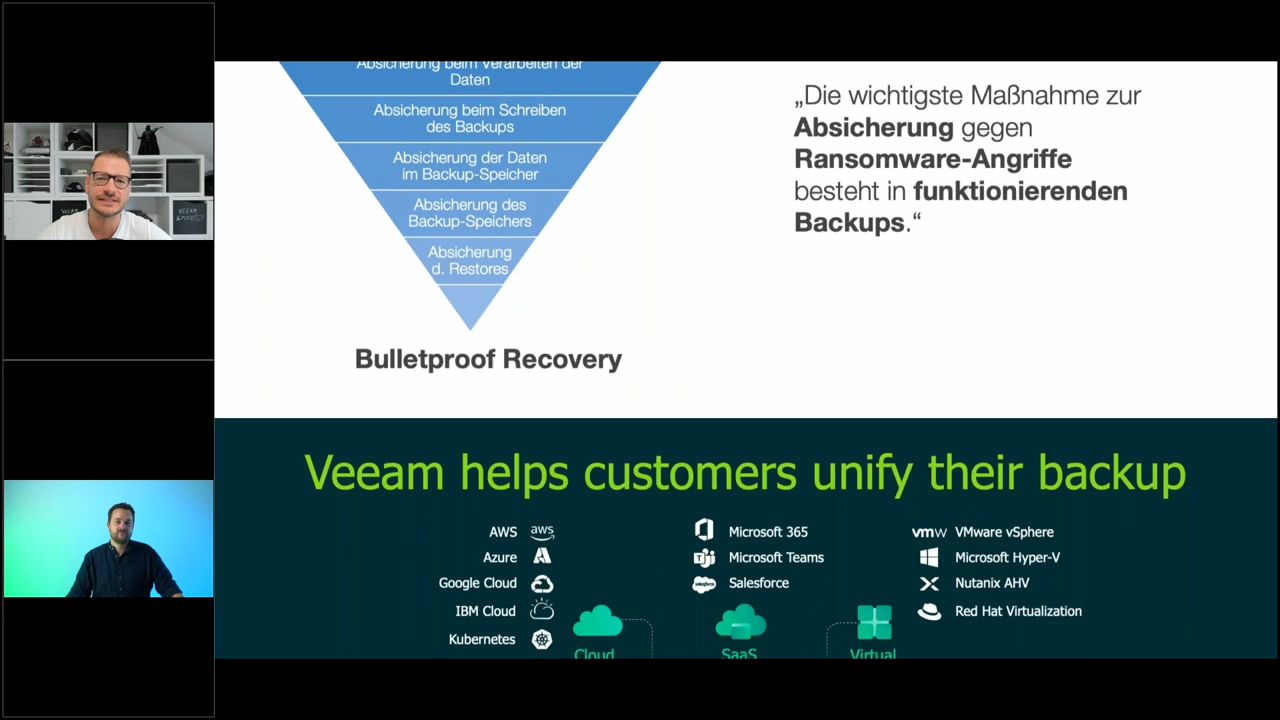 Absicherung beim Verarbeiten der
Daten
Absicherung beim Schreiben
des Backups
Absicherung der Daten
im Backup-Speicher
Absicherung des
Backup-Speichers
Absicherung
d. Restores
Bulletproof Recovery
„Die wichtigste Maßnahme zur
Absicherung gegen
Ransomware-Angriffe
besteht in funktionierenden
Backups.“
Veeam helps customers unify their backup
AWS aws
Azure
Google Cloud
IBM Cloud
Kubernetes
Cloud
Microsoft 365
Microsoft Teams
salesforce Salesforce
SaaS
vmw VMware vSphere
Microsoft Hyper-V
Nutanix AHV
Red Hat Virtualization
Virtual